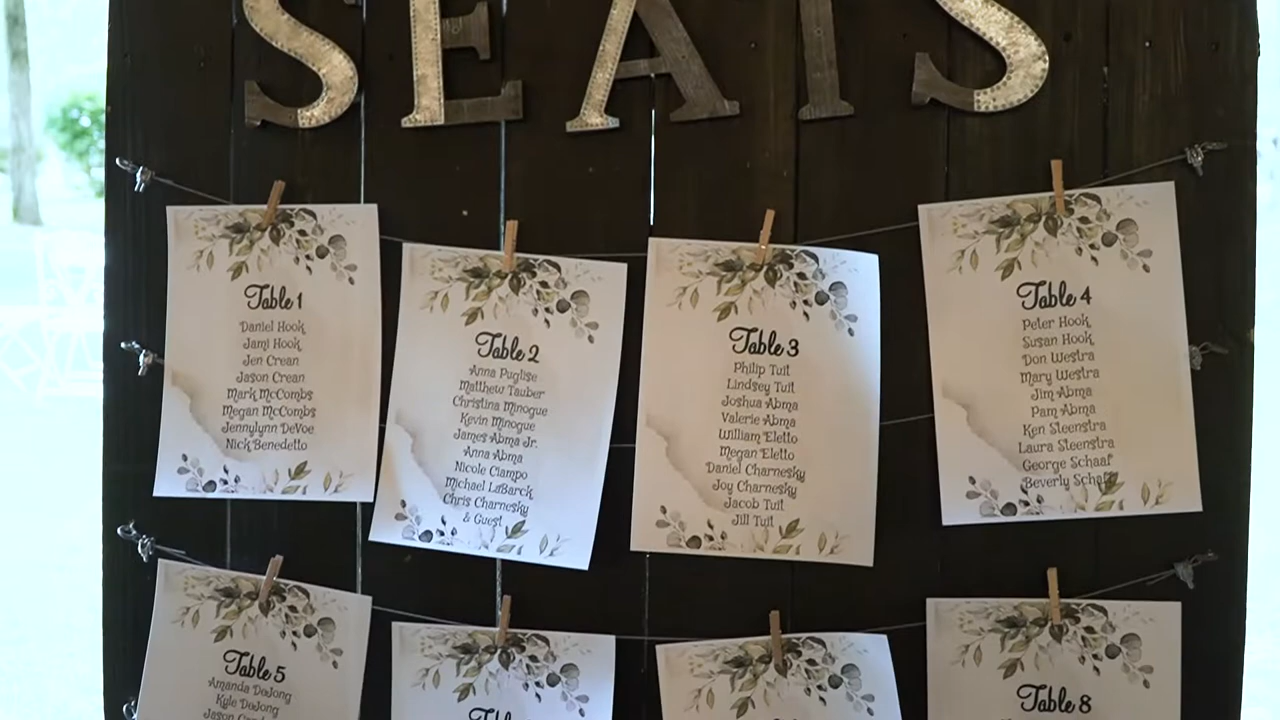 SEATS
Table 1
Daniel Hook
Jami Hook
Jen Crean
Jason Crean
Mark McCombs
Megan McCombs
Jennylynn DeVoe
Nick Benedetto
Table 2
Anna Puglise
Matthew Tauber
Christina Minogue
Kevin Minogue
James Abma Jr.
Anna Abma
Nicole Ciampo
Michael LaBarck
Chris Charnesky
& Guest
Table 3
Philip Tuit
Lindsey Tuit
Joshua Abma
Valerie Abma
William Eletto
Megan Eletto
Daniel Charnesky
Joy Charnesky
Jacob Tuit
Jill Tuit
Table 4
Peter Hook
Susan Hook
Don Westra
Mary Westra
Jim Abma
Pam Abma
Ken Steenstra
Laura Steenstra
George Schaaf
Beverly Schaaf
Table 5
Amanda DeJong
Kyle DeJong
Jason
Table 8